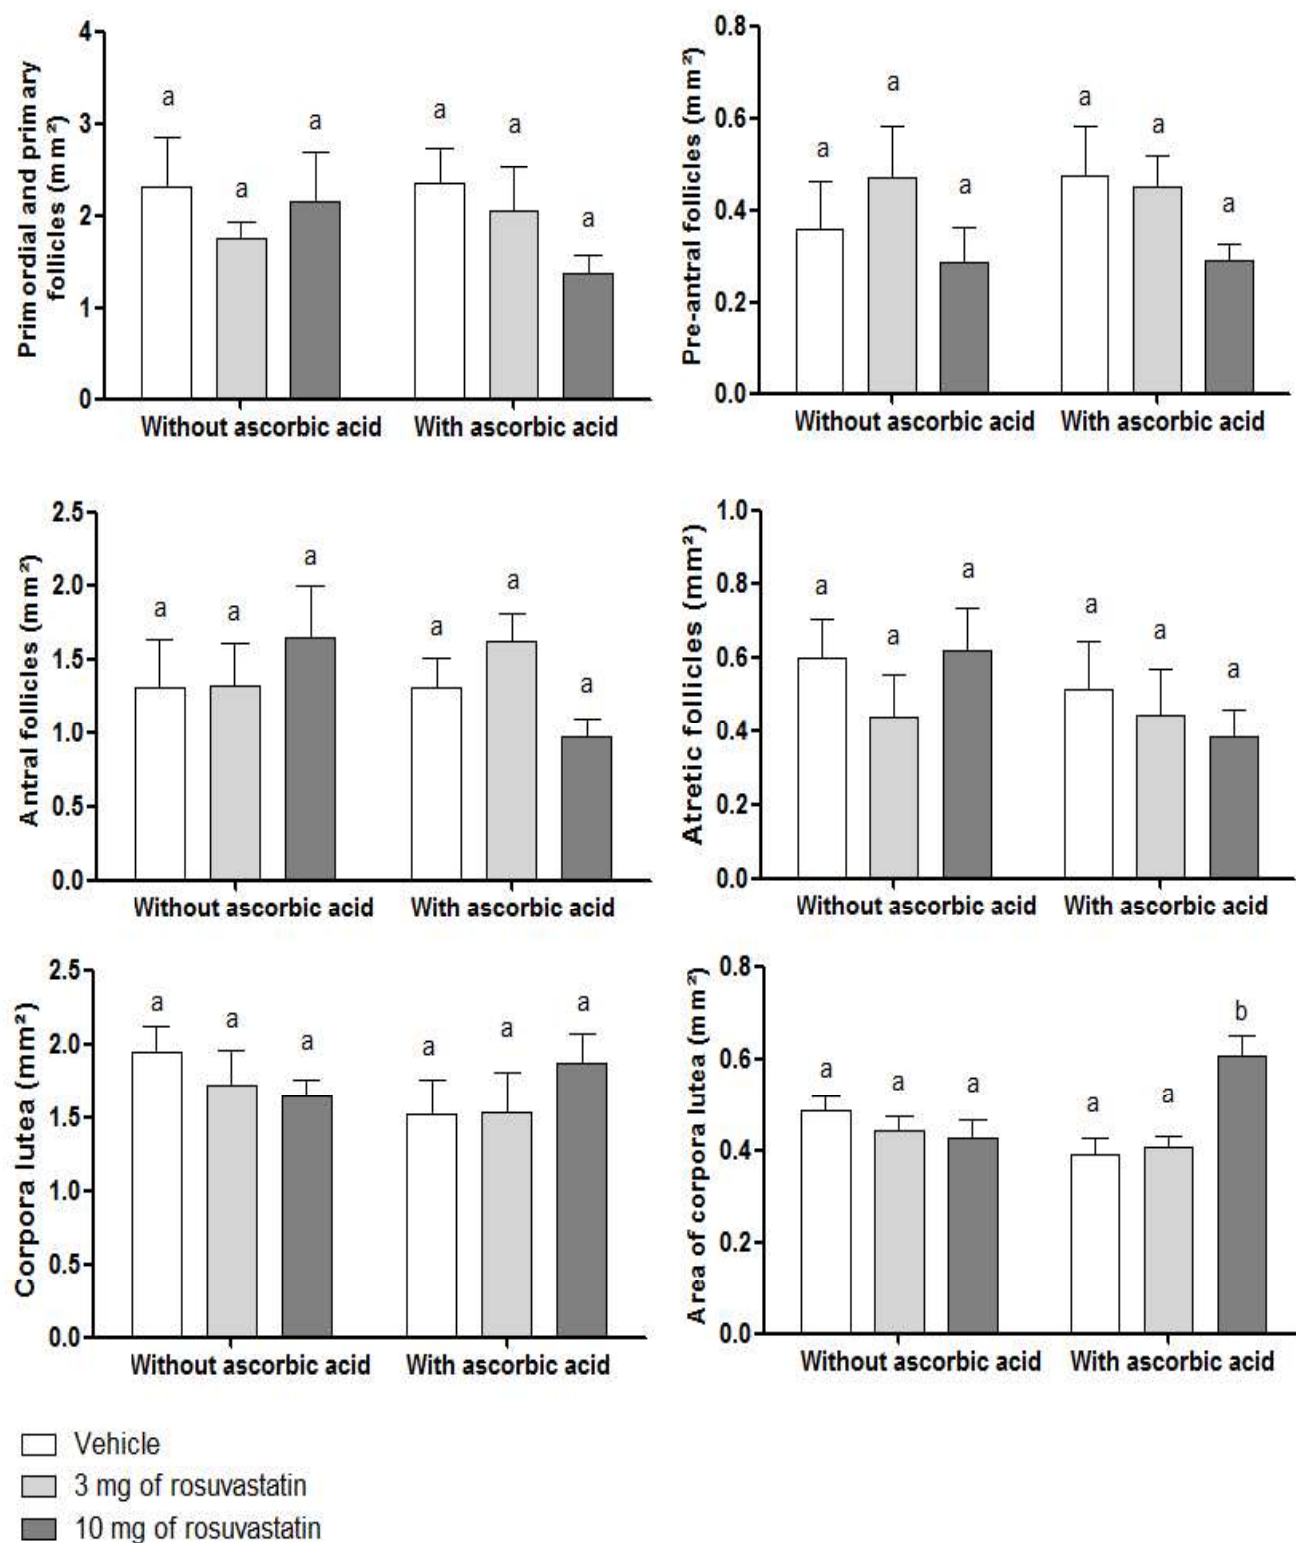 Primordial and primary
follicles (mm²)
4
3
2
1
0
a
a
a
a
a
a
Without ascorbic acid
With ascorbic acid
Pre-antral follicles (mm²)
0.8
0.6
0.4
0.2
0.0
a
a
a
a
a
a
Without ascorbic acid
With ascorbic acid
Antral follicles (mm²)
2.5
2.0
1.5
1.0
0.5
0.0
a
a
a
a
a
a
Without ascorbic acid
With ascorbic acid
Atretic follicles (mm²)
1.0
0.8
0.6
0.4
0.2
0.0
a
a
a
a
a
a
Without ascorbic acid
With ascorbic acid
Corpora lutea (mm²)
2.5
2.0
1.5
1.0
0.5
0.0
a
a
a
a
a
a
Without ascorbic acid
With ascorbic acid
Area of corpora lutea (mm²)
0.8
0.6
0.4
0.2
0.0
a
a
a
a
a
b
Without ascorbic acid
With ascorbic acid
Vehicle
3 mg of rosuvastatin
10 mg of rosuvastatin